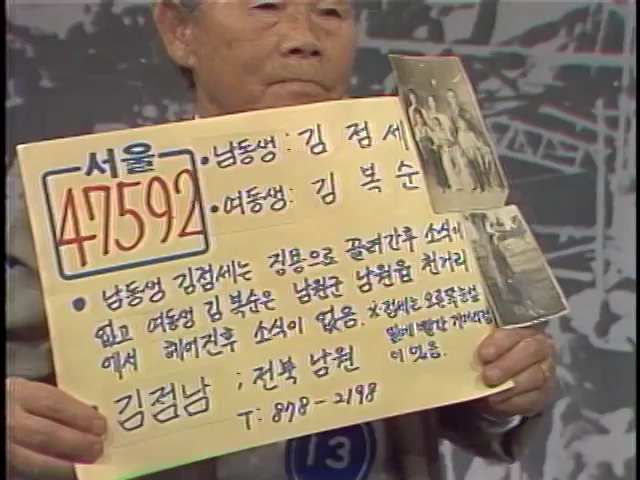 서울
47592
• 남동생 : 김점세
• 여동생 : 김복순
• 남동생 김점세는 징용으로 끌려간후 소식이
없고 여동생 김복순은 남원군 남원읍 천거리
에서 헤어진후 소식이 없음. ※점세는 오른쪽
밑에 빨간
이 있음.
김점남 ; 전북 남원
T: 878-2198
13